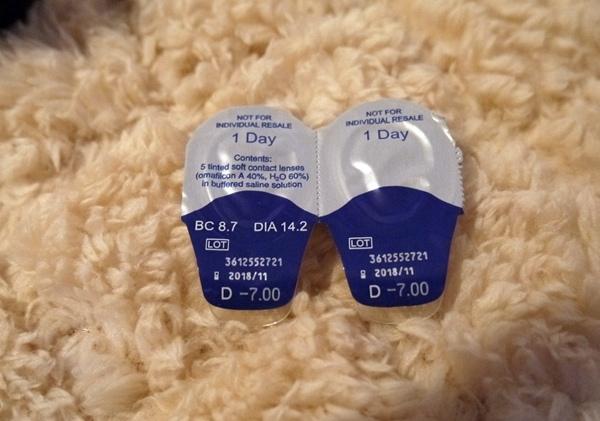 NOT FOR
INDIVIDUAL RESALE
1 Day
Contents:
5 tinted soft contact lenses
(omafilcon A 40%, H₂O 60%)
in buffered saline solution
BC 8.7 DIA 14.2
LOT
3612552721
2018/11
D -7.00
NOT FOR
INDIVIDUAL RESALE
1 Day
LOT
3612552721
2018/11
D -7.00